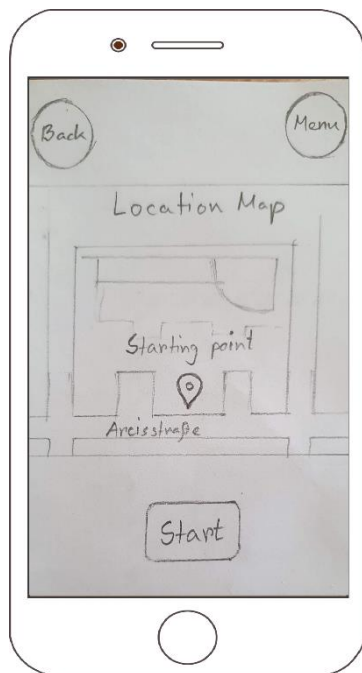 Back
Menu
Location Map
Starting point
Arcisstraße
Start